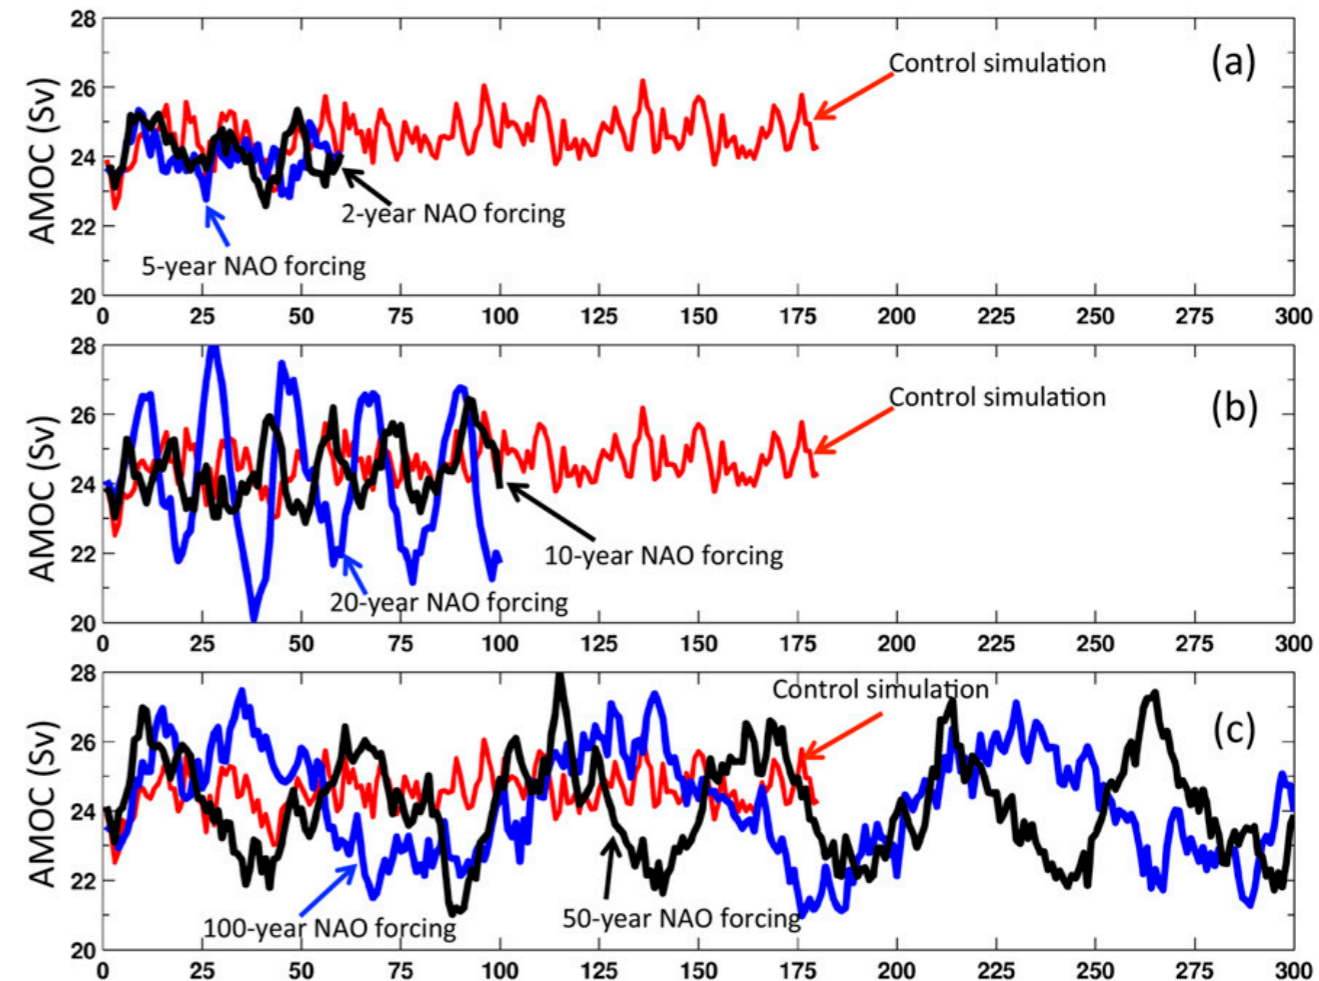 28
(a)
Control simulation
26
24
AMOC (Sv)
2-year NAO forcing
22
5-year NAO forcing
20
0 25 50 75 100 125 150 175 200 225 250 275 300
28
(b)
Control simulation
26
24
AMOC (Sv)
10-year NAO forcing
22
20-year NAO forcing
20
0 25 50 75 100 125 150 175 200 225 250 275 300
28
Control simulation
(c)
26
24
AMOC (Sv)
22
50-year NAO forcing
100-year NAO forcing
20
0 25 50 75 100 125 150 175 200 225 250 275 300